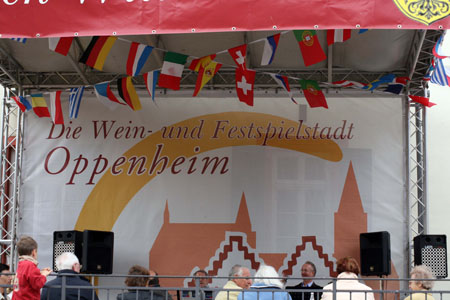 Die Wein- und Festspielstadt
Oppenheim